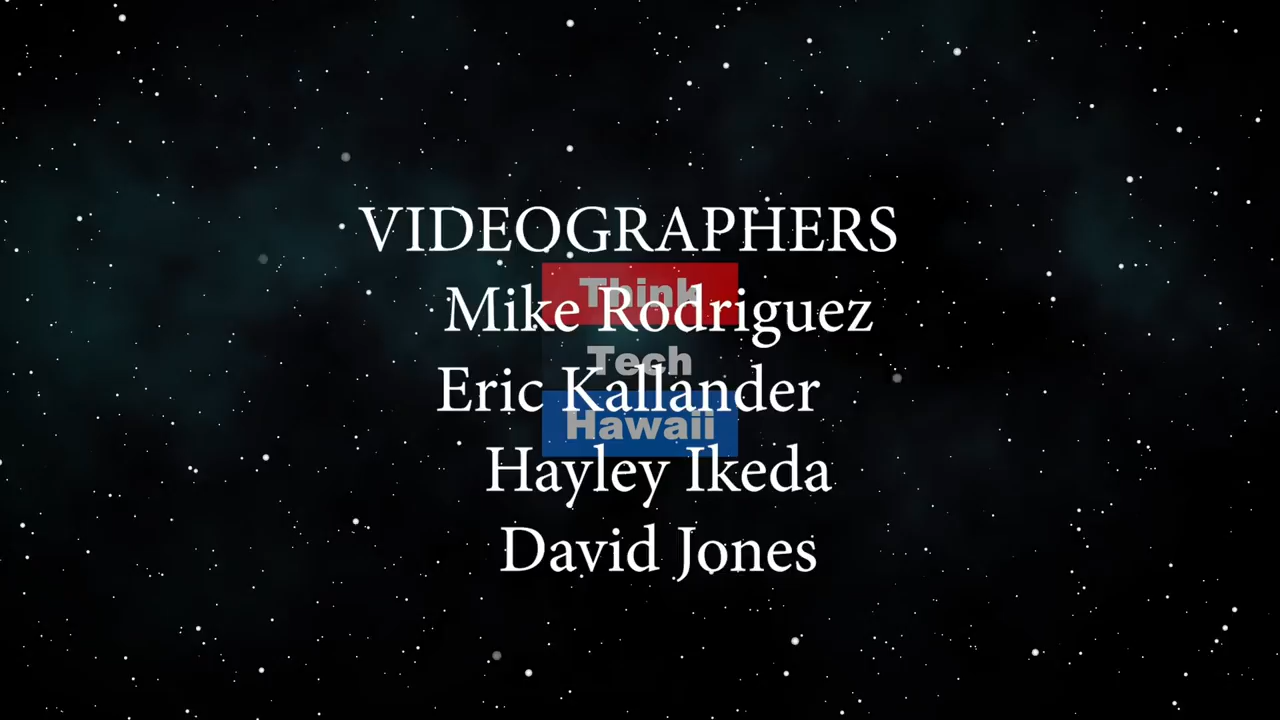 VIDEOGRAPHERS
Think
Mike Rodriguez
Tech
Eric Kallander
Hawaii
Hayley Ikeda
David Jones